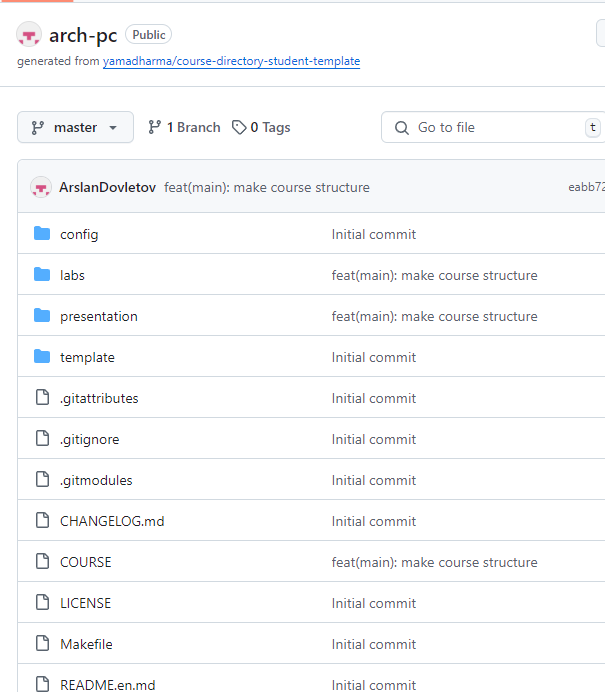 arch-pc Public
generated from yamadharma/course-directory-student-template
master 1 Branch 0 Tags Go to file t
ArslanDovletov feat(main): make course structure eabb72
config Initial commit
labs feat(main): make course structure
presentation feat(main): make course structure
template Initial commit
.gitattributes Initial commit
.gitignore Initial commit
.gitmodules Initial commit
CHANGELOG.md Initial commit
COURSE feat(main): make course structure
LICENSE Initial commit
Makefile Initial commit
README.en.md Initial commit